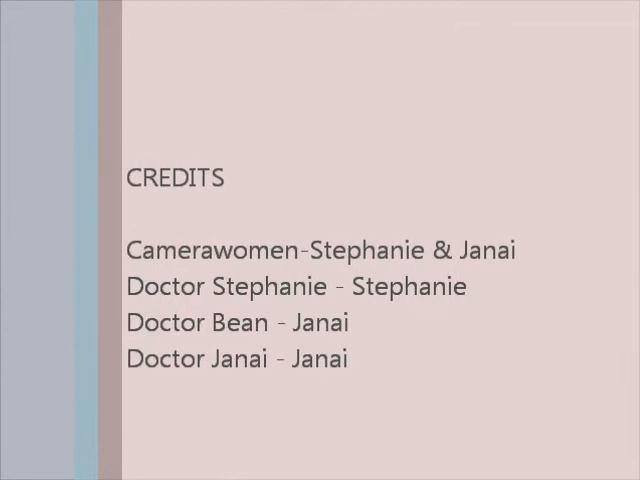 CREDITS
Camerawomen-Stephanie & Janai
Doctor Stephanie - Stephanie
Doctor Bean - Janai
Doctor Janai - Janai